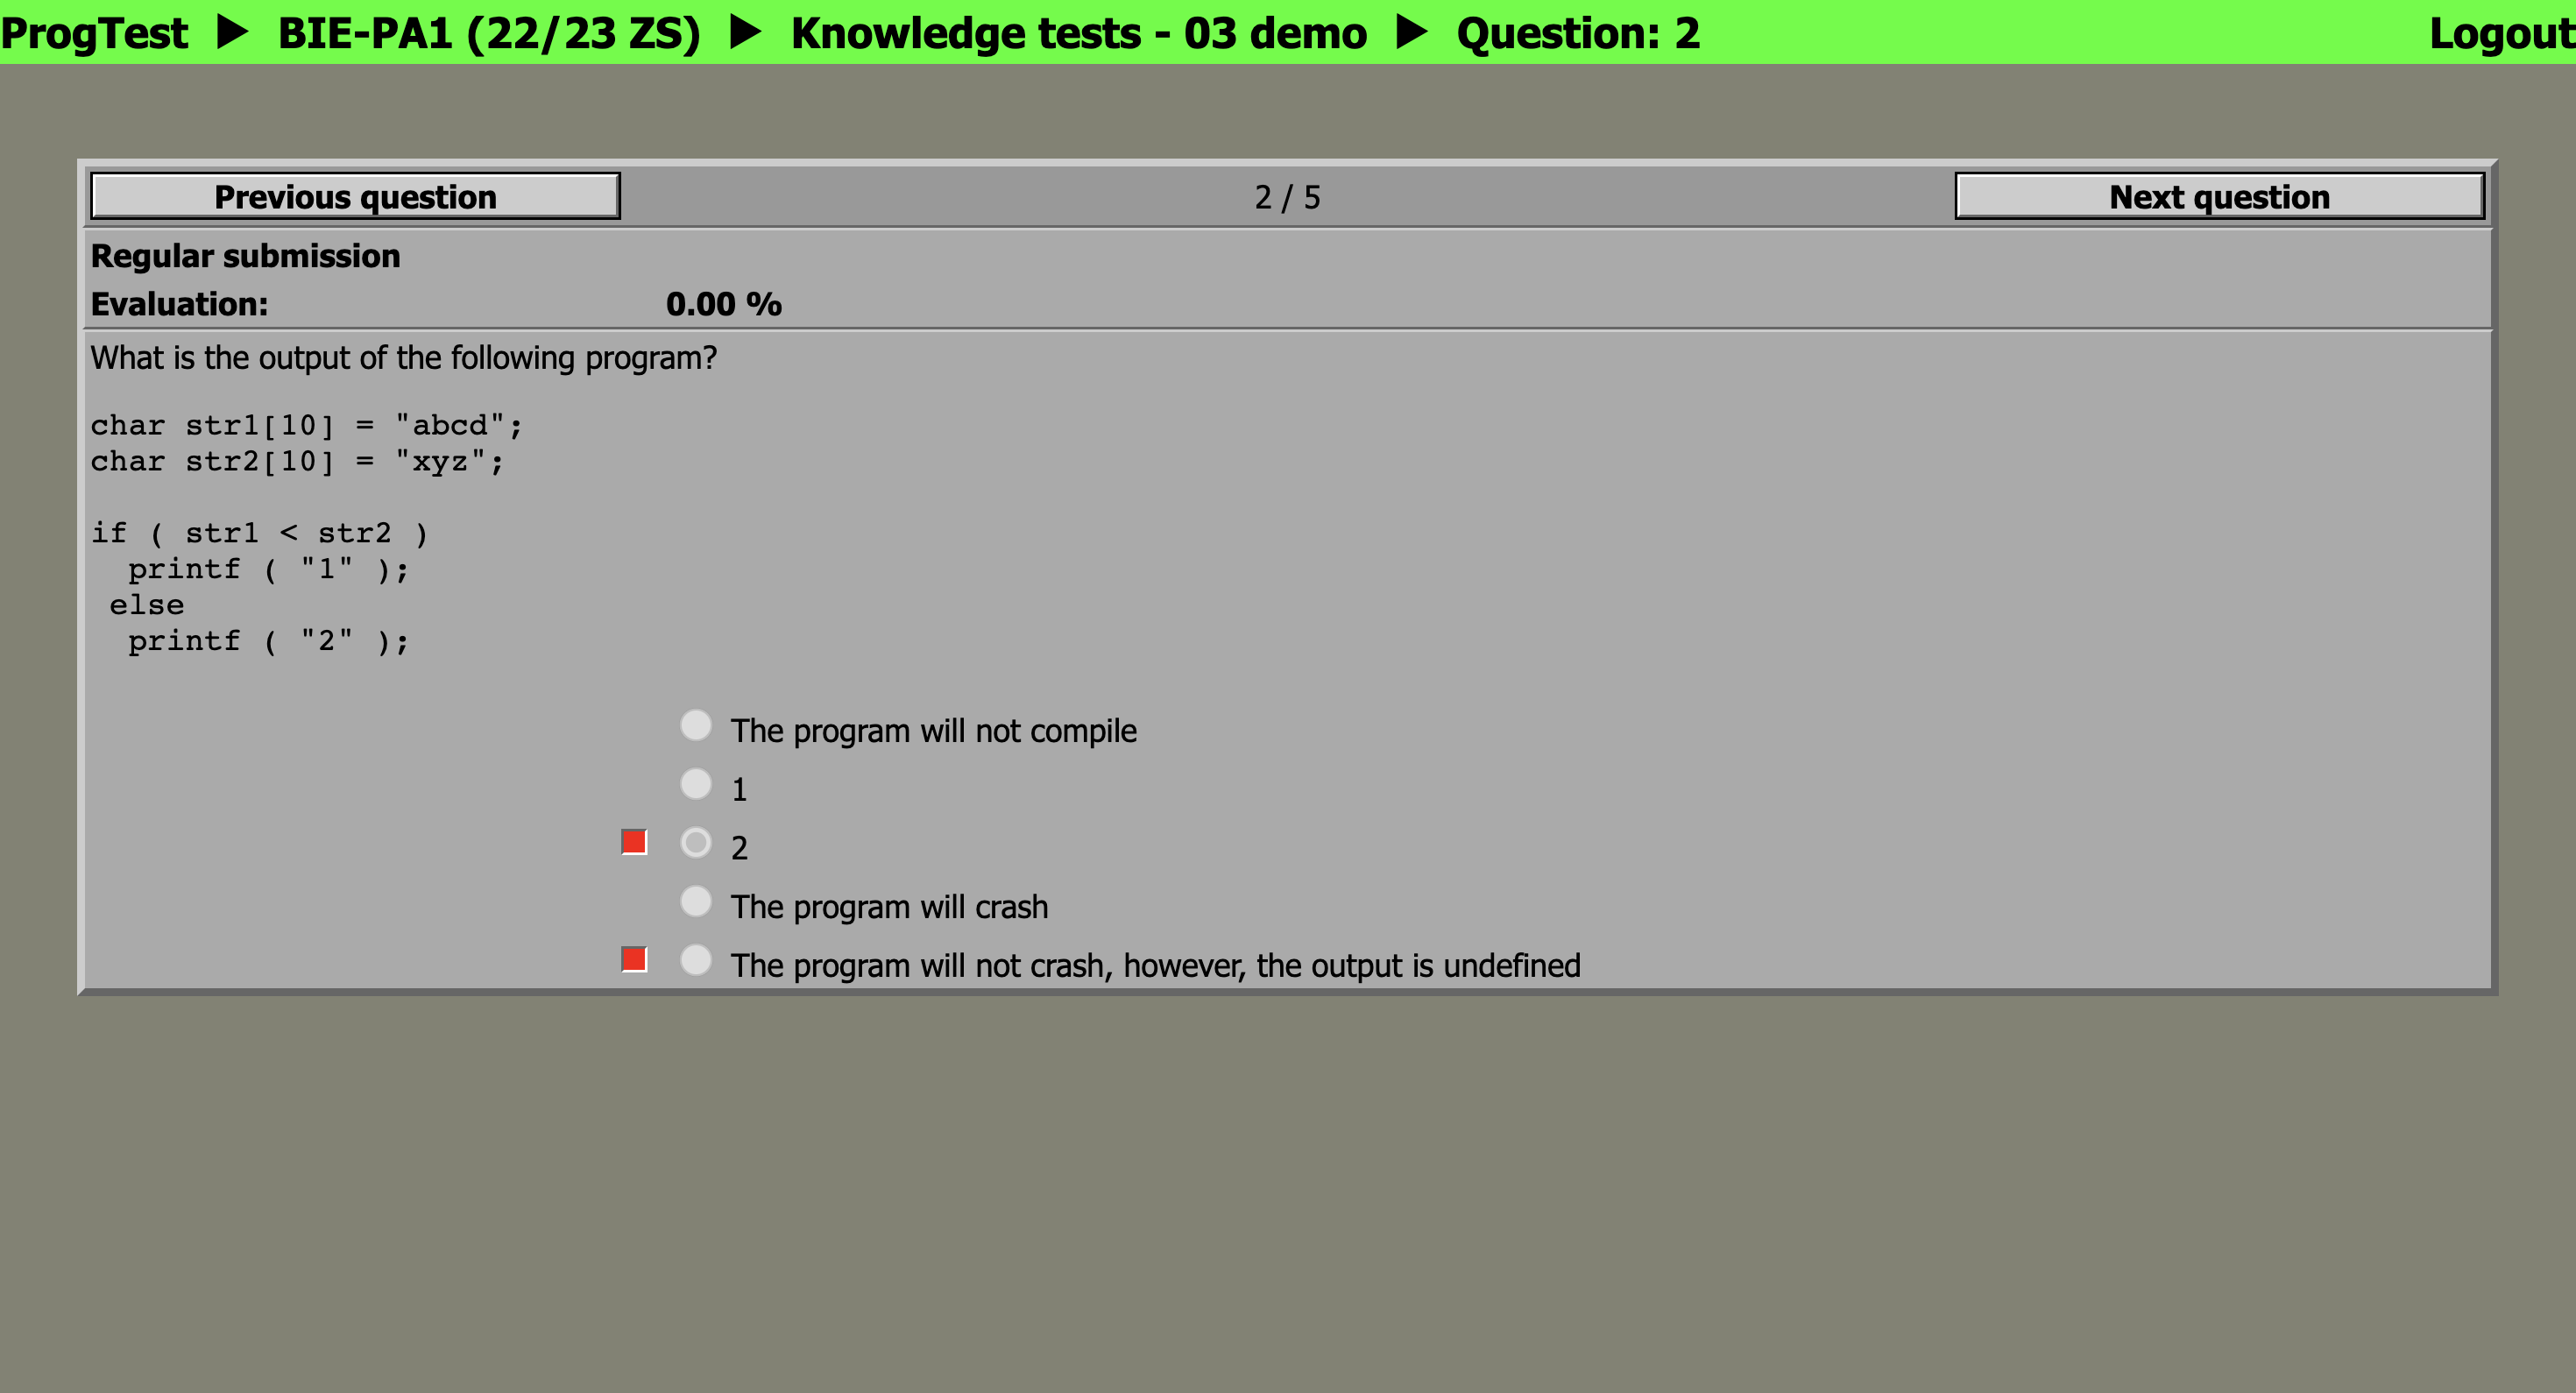 ProgTest ▶ BIE-PA1 (22/23 ZS) ▶ Knowledge tests - 03 demo ▶ Question: 2 Logout
Previous question 2 / 5 Next question
Regular submission
Evaluation: 0.00 %
What is the output of the following program?
char str1[10] = "abcd";
char str2[10] = "xyz";
if ( str1 < str2 )
  printf ( "1" );
 else
  printf ( "2" );
The program will not compile
1
2
The program will crash
The program will not crash, however, the output is undefined